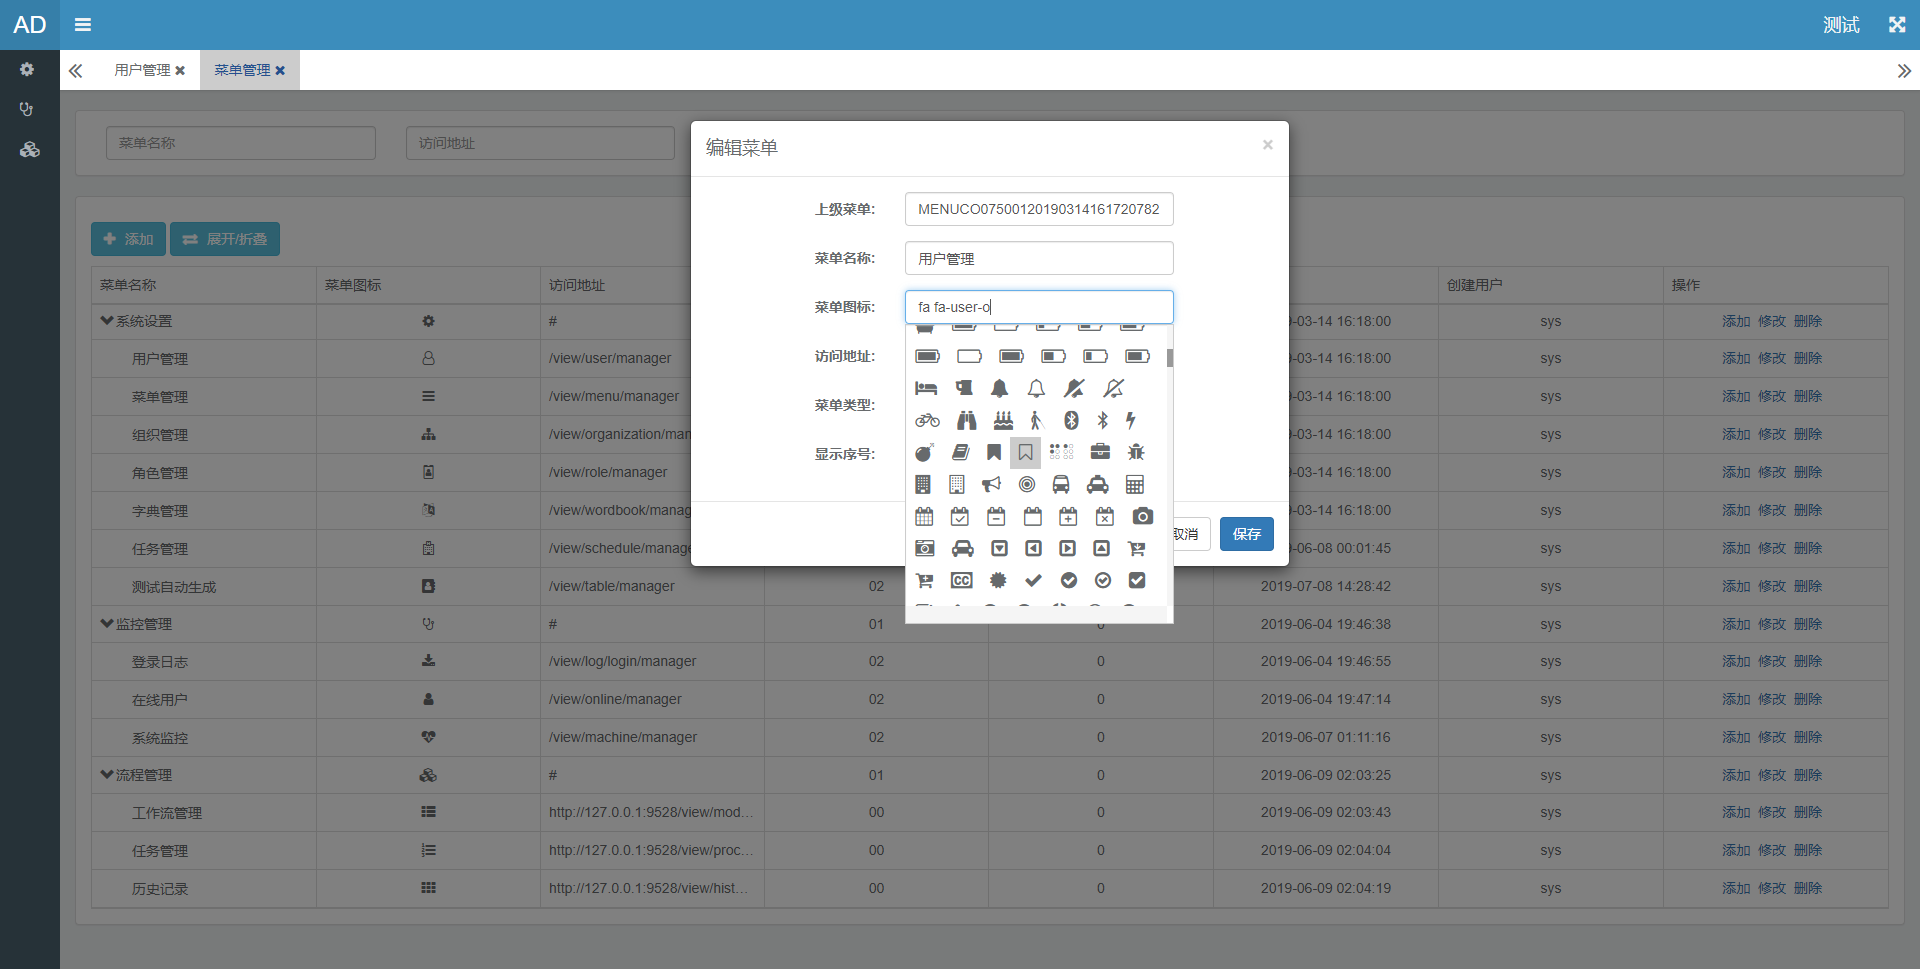 AD
测试
用户管理
菜单管理
菜单名称
访问地址
添加
展开/折叠
菜单名称 菜单图标 访问地址 创建用户 操作
系统设置 # 9-03-14 16:18:00 sys 添加 修改 删除
用户管理 /view/user/manager 9-03-14 16:18:00 sys 添加 修改 删除
菜单管理 /view/menu/manager 9-03-14 16:18:00 sys 添加 修改 删除
组织管理 /view/organization/man 9-03-14 16:18:00 sys 添加 修改 删除
角色管理 /view/role/manager 9-03-14 16:18:00 sys 添加 修改 删除
字典管理 /view/wordbook/manag 9-03-14 16:18:00 sys 添加 修改 删除
任务管理 /view/schedule/manage 9-06-08 00:01:45 sys 添加 修改 删除
测试自动生成 /view/table/manager 02 2019-07-08 14:28:42 sys 添加 修改 删除
监控管理 # 01 0 2019-06-04 19:46:38 sys 添加 修改 删除
登录日志 /view/log/login/manager 02 0 2019-06-04 19:46:55 sys 添加 修改 删除
在线用户 /view/online/manager 02 0 2019-06-04 19:47:14 sys 添加 修改 删除
系统监控 /view/machine/manager 02 0 2019-06-07 01:11:16 sys 添加 修改 删除
流程管理 # 01 0 2019-06-09 02:03:25 sys 添加 修改 删除
工作流管理 http://127.0.0.1:9528/view/mod... 00 0 2019-06-09 02:03:43 sys 添加 修改 删除
任务管理 http://127.0.0.1:9528/view/proc... 00 0 2019-06-09 02:04:04 sys 添加 修改 删除
历史记录 http://127.0.0.1:9528/view/hist... 00 0 2019-06-09 02:04:19 sys 添加 修改 删除
编辑菜单 ×
上级菜单: MENUCO07500120190314161720782
菜单名称: 用户管理
菜单图标: fa fa-user-o
访问地址:
菜单类型:
显示序号:
CC
取消 保存